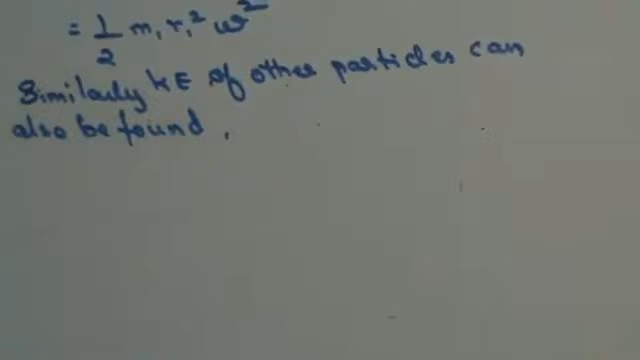 = 1/2 m₁ r₁² ω²
Similarly KE of other particles can
also be found.